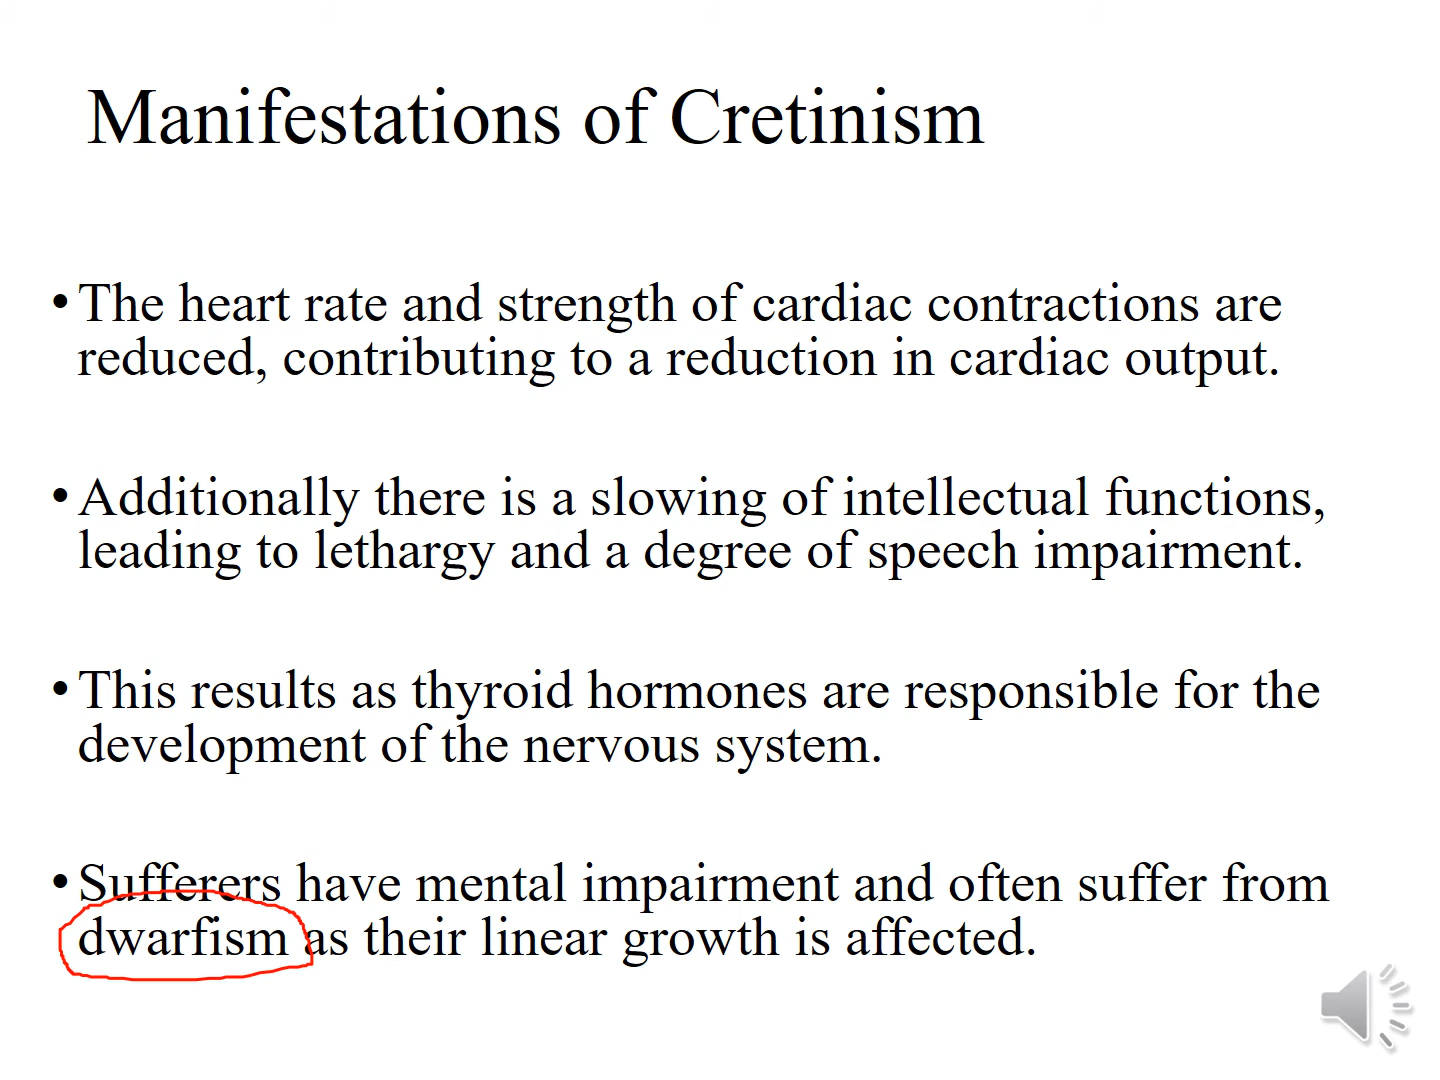 Manifestations of Cretinism
• The heart rate and strength of cardiac contractions are
reduced, contributing to a reduction in cardiac output.
• Additionally there is a slowing of intellectual functions,
leading to lethargy and a degree of speech impairment.
• This results as thyroid hormones are responsible for the
development of the nervous system.
• Sufferers have mental impairment and often suffer from
dwarfism as their linear growth is affected.